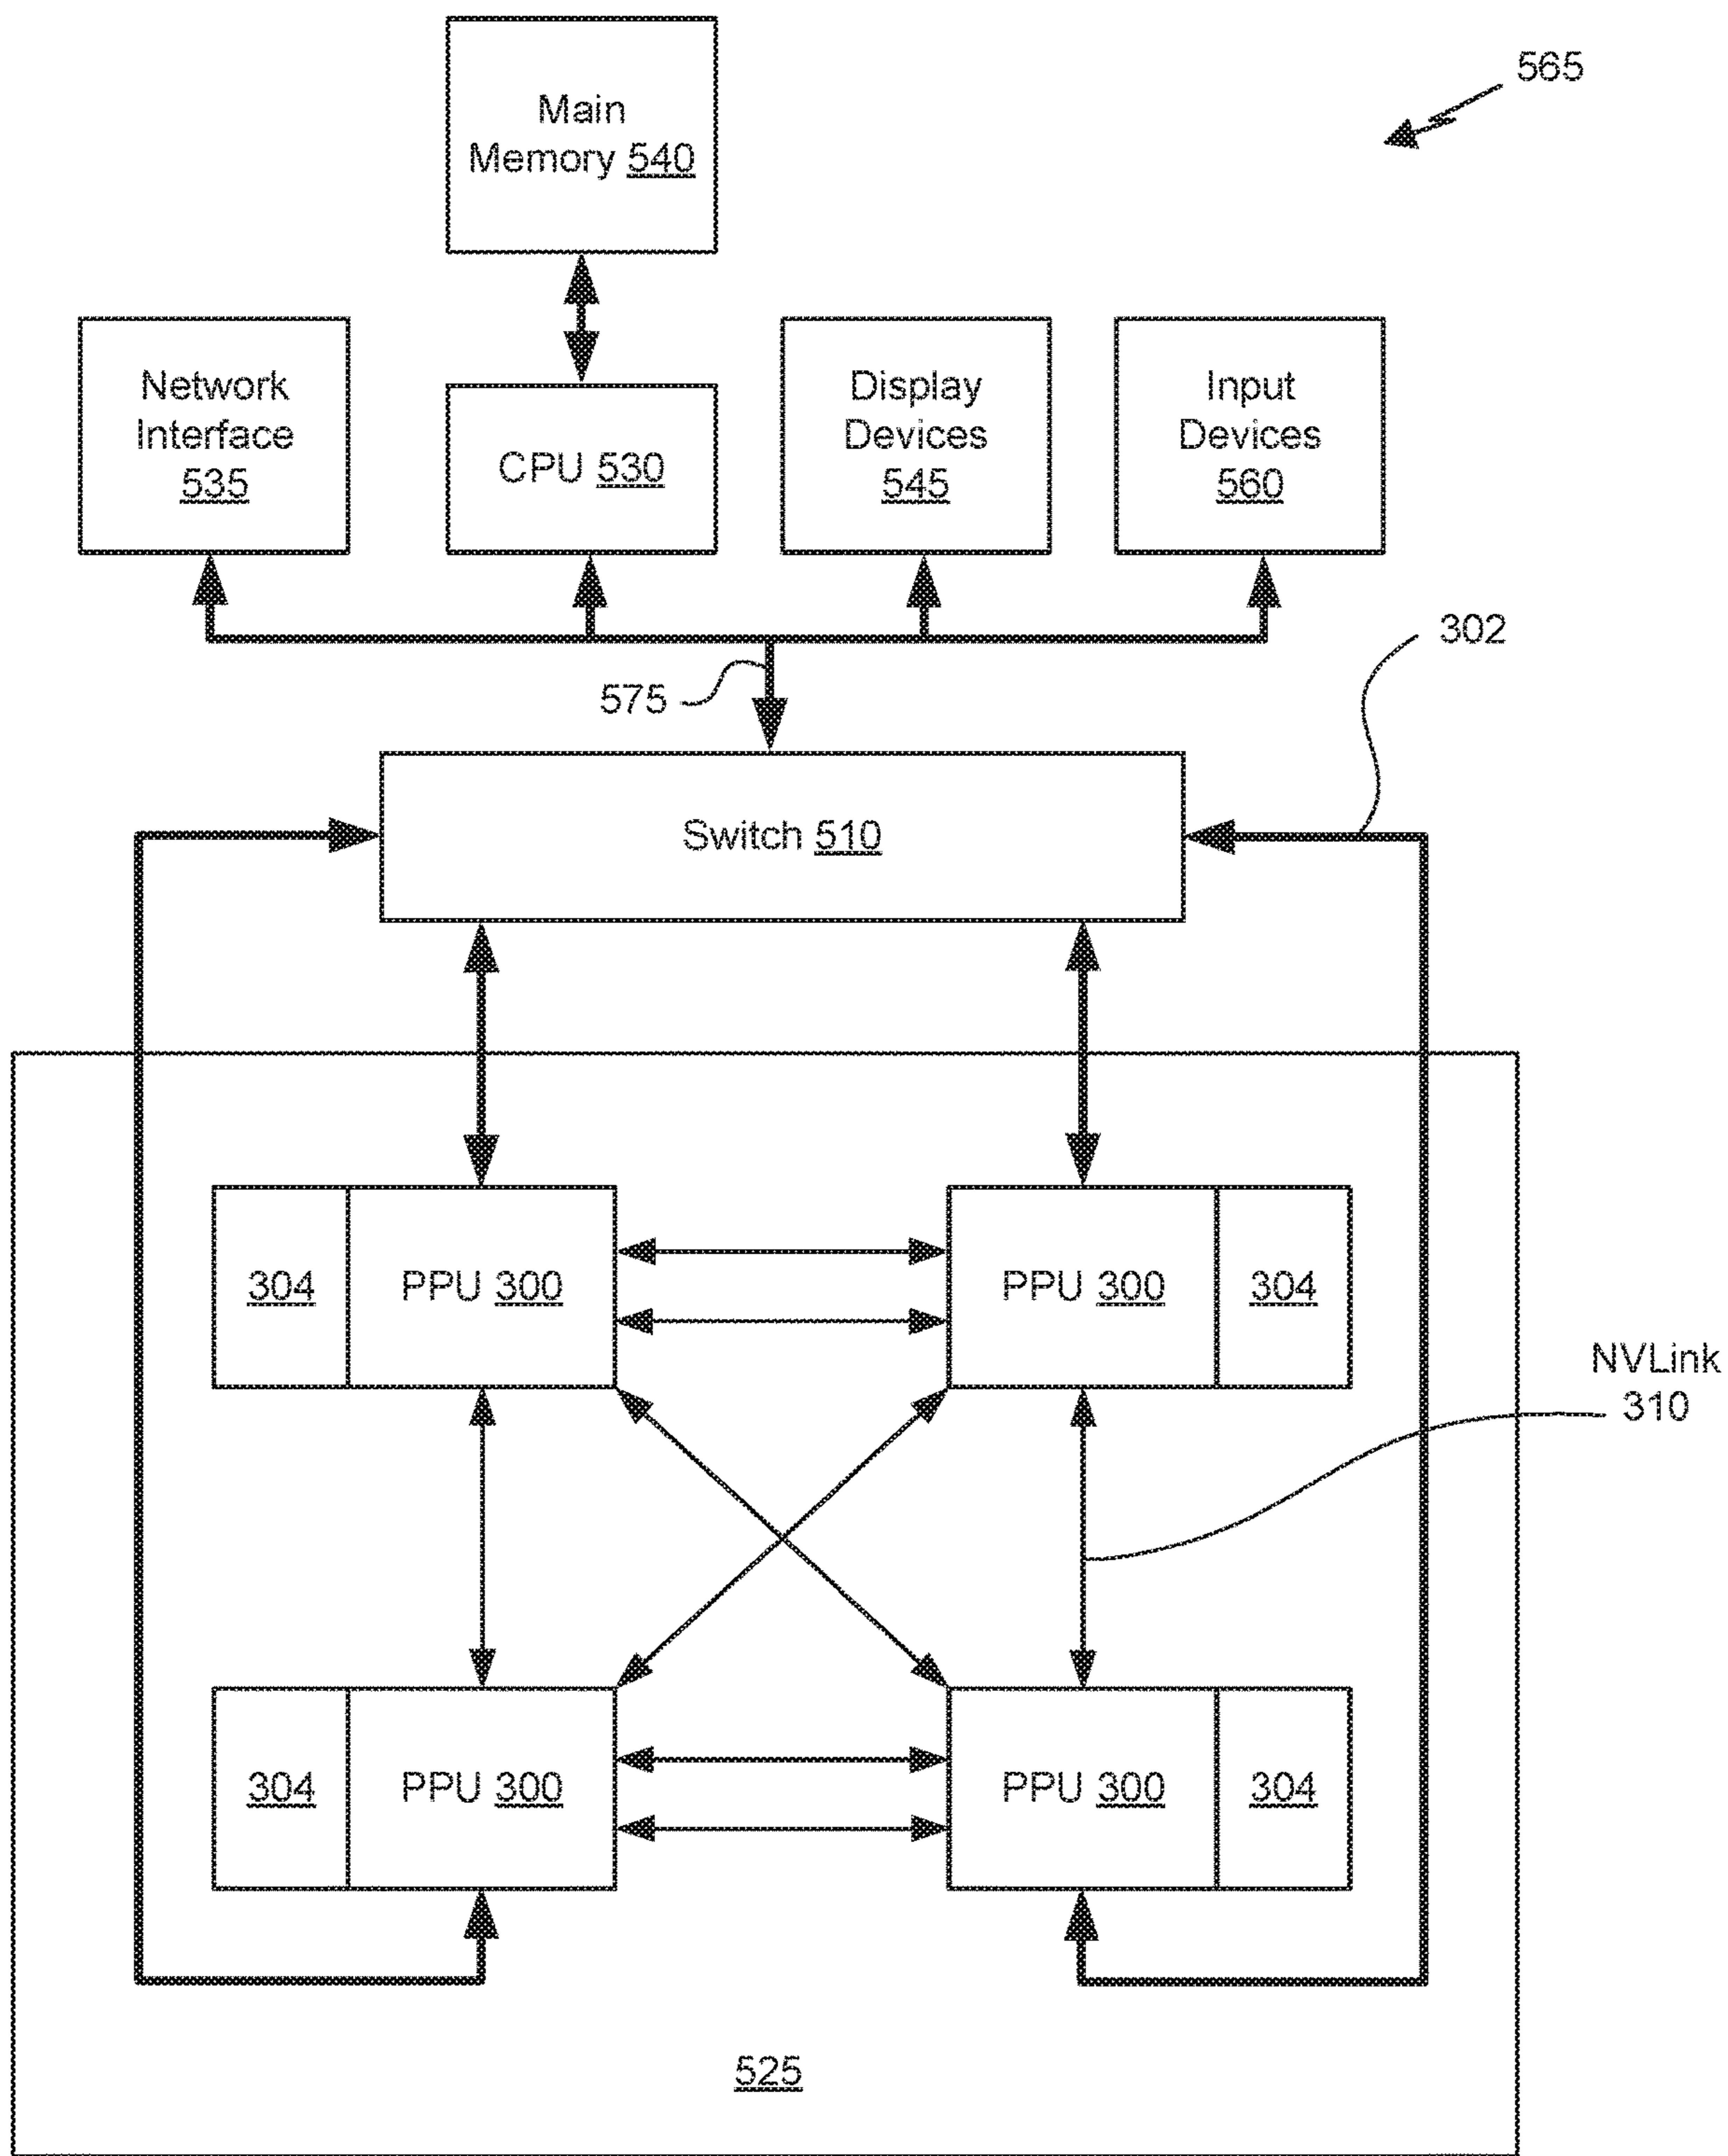 565
Main
Memory 540
Network
Interface
535
CPU 530
Display
Devices
545
Input
Devices
560
302
575
Switch 510
304
PPU 300
PPU 300
304
NVLink
310
304
PPU 300
PPU 300
304
525